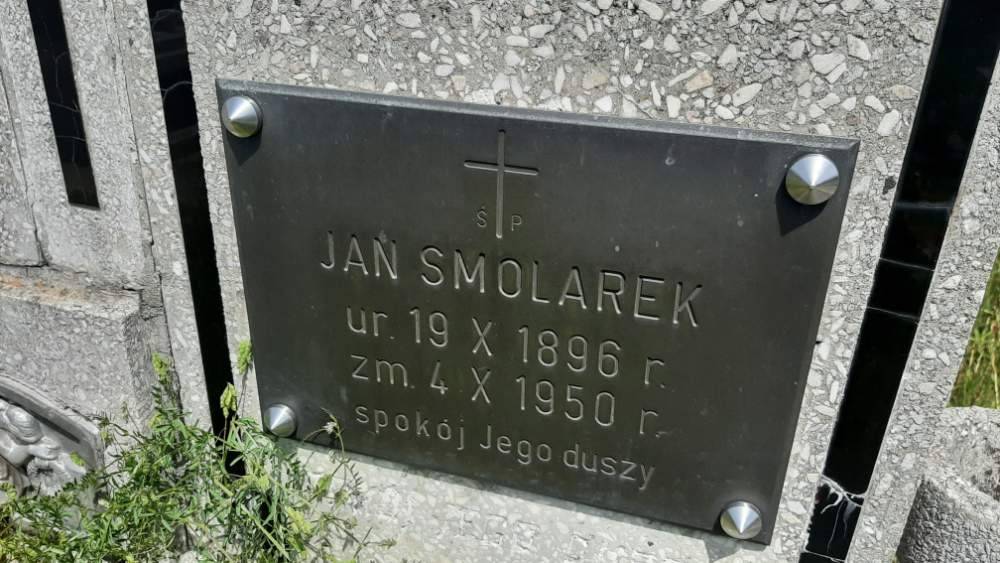 Ś P
JAN SMOLAREK
ur. 19 X 1896 r.
zm. 4 X 1950 r.
spokój Jego duszy